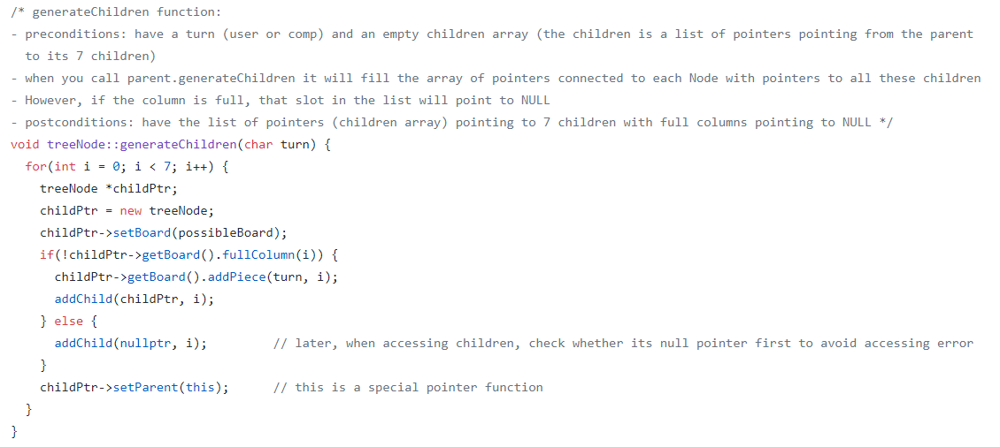 /* generateChildren function:
- preconditions: have a turn (user or comp) and an empty children array (the children is a list of pointers pointing from the parent
  to its 7 children)
- when you call parent.generateChildren it will fill the array of pointers connected to each Node with pointers to all these children
- However, if the column is full, that slot in the list will point to NULL
- postconditions: have the list of pointers (children array) pointing to 7 children with full columns pointing to NULL */
void treeNode::generateChildren(char turn) {
  for(int i = 0; i < 7; i++) {
    treeNode *childPtr;
    childPtr = new treeNode;
    childPtr->setBoard(possibleBoard);
    if(!childPtr->getBoard().fullColumn(i)) {
      childPtr->getBoard().addPiece(turn, i);
      addChild(childPtr, i);
    } else {
      addChild(nullptr, i);         // later, when accessing children, check whether its null pointer first to avoid accessing error
    }
    childPtr->setParent(this);      // this is a special pointer function
  }
}